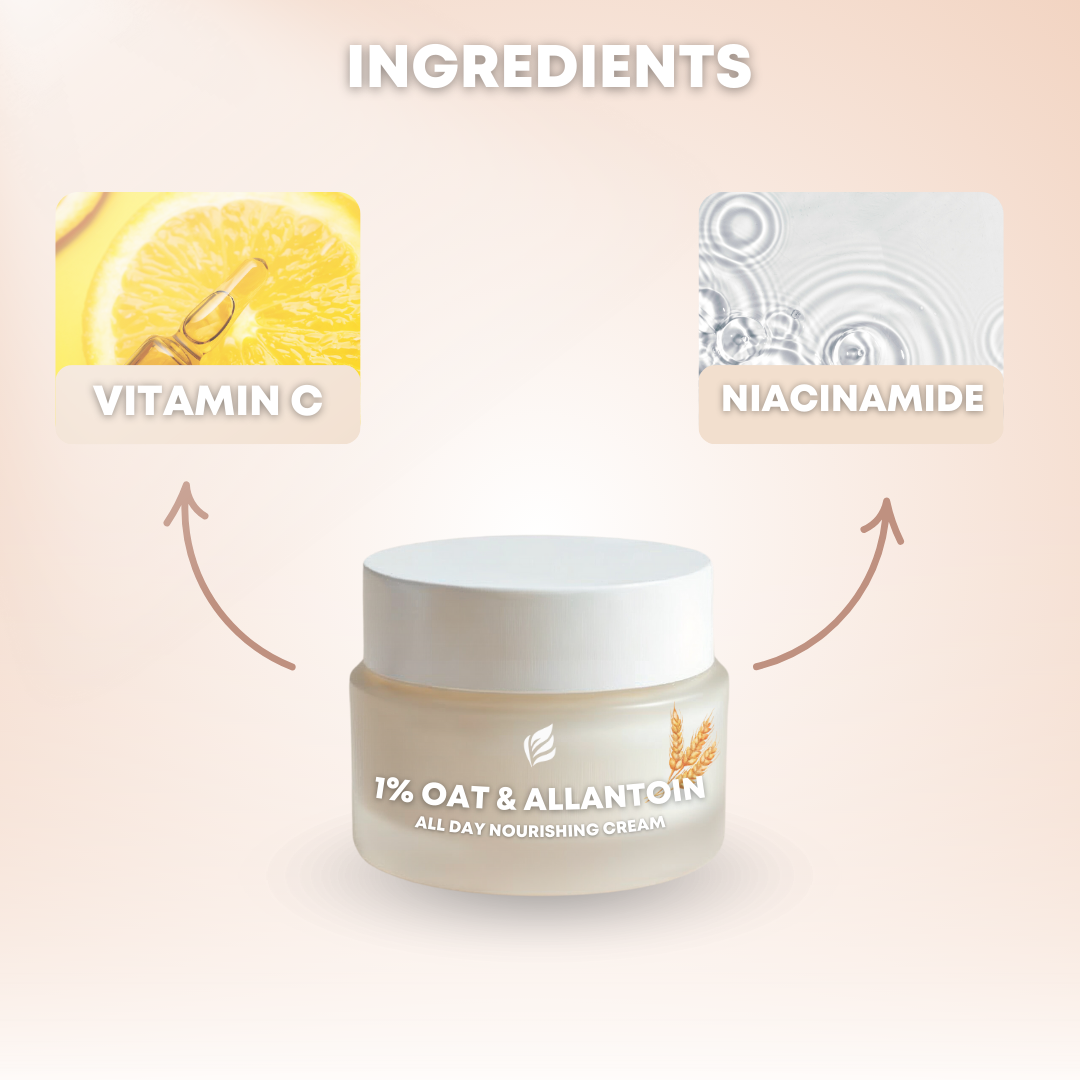 INGREDIENTS
VITAMIN C
NIACINAMIDE
1% OAT & ALLANTOIN
ALL DAY NOURISHING CREAM